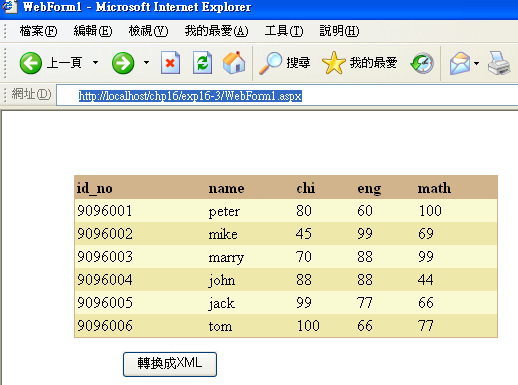 WebForm1 - Microsoft Internet Explorer
檔案(F) 編輯(E) 檢視(V) 我的最愛(A) 工具(T) 說明(H)
上一頁 搜尋 我的最愛
網址(D) http://localhost/chp16/exp16-3/WebForm1.aspx
id_no name chi eng math
9096001 peter 80 60 100
9096002 mike 45 99 69
9096003 marry 70 88 99
9096004 john 88 88 44
9096005 jack 99 77 66
9096006 tom 100 66 77
轉換成XML